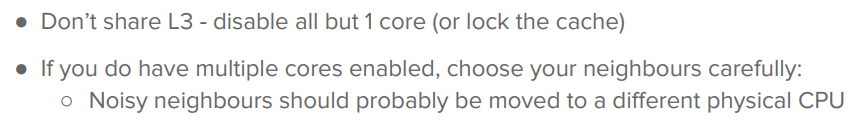 ● Don’t share L3 - disable all but 1 core (or lock the cache)
● If you do have multiple cores enabled, choose your neighbours carefully:
○ Noisy neighbours should probably be moved to a different physical CPU